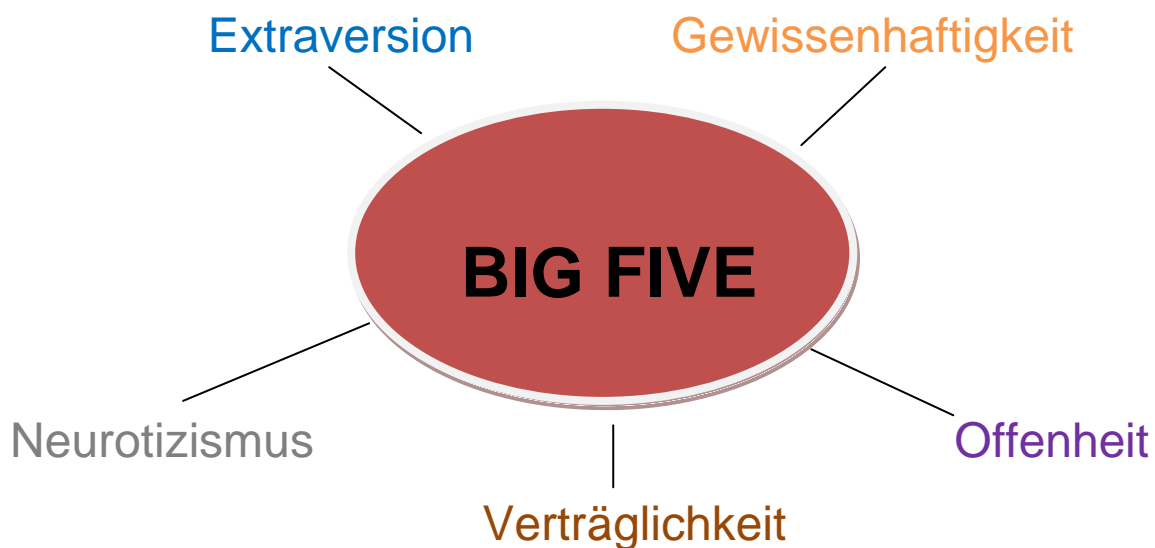 Extraversion
Gewissenhaftigkeit
BIG FIVE
Neurotizismus
Offenheit
Verträglichkeit